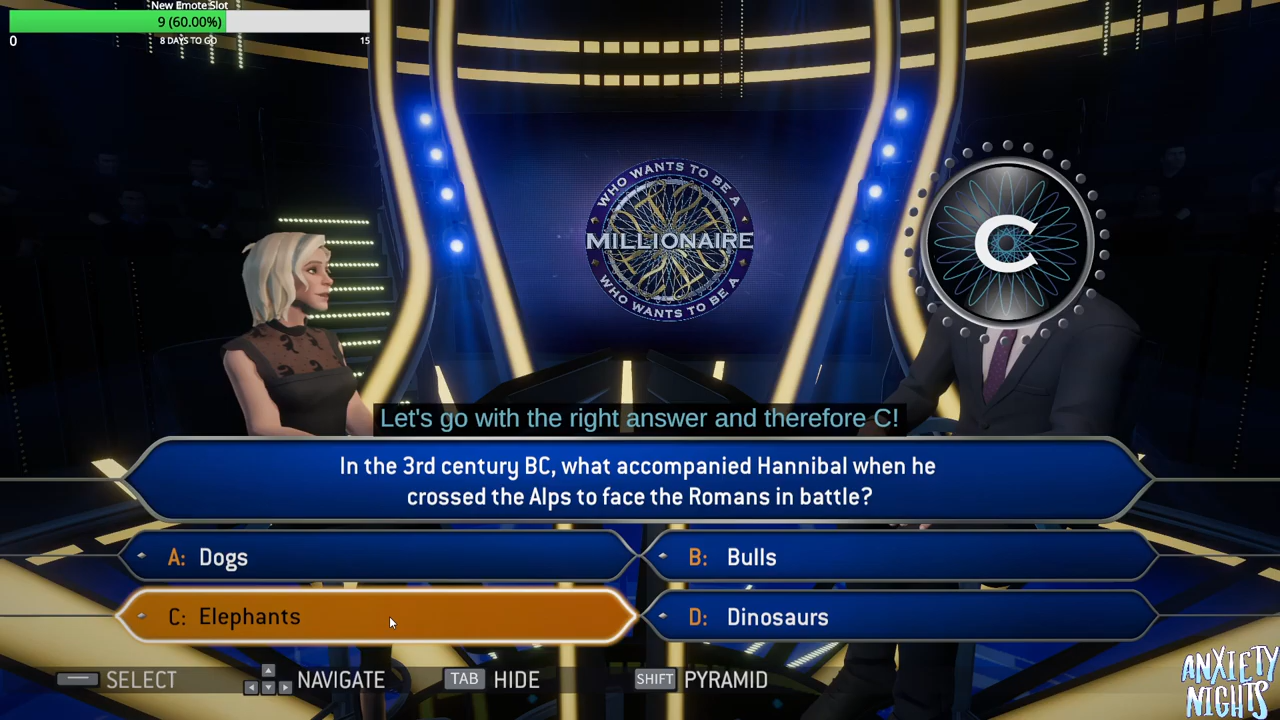 New Emote Slot
9 (60.00%)
0
8 DAYS TO GO
15
WHO WANTS TO BE A
MILLIONAIRE
WHO WANTS TO BE A
C
Let's go with the right answer and therefore C!
In the 3rd century BC, what accompanied Hannibal when he
crossed the Alps to face the Romans in battle?
A: Dogs
B: Bulls
C: Elephants
D: Dinosaurs
SELECT
NAVIGATE
TAB HIDE
SHIFT PYRAMID
ANXIETY
NIGHTS